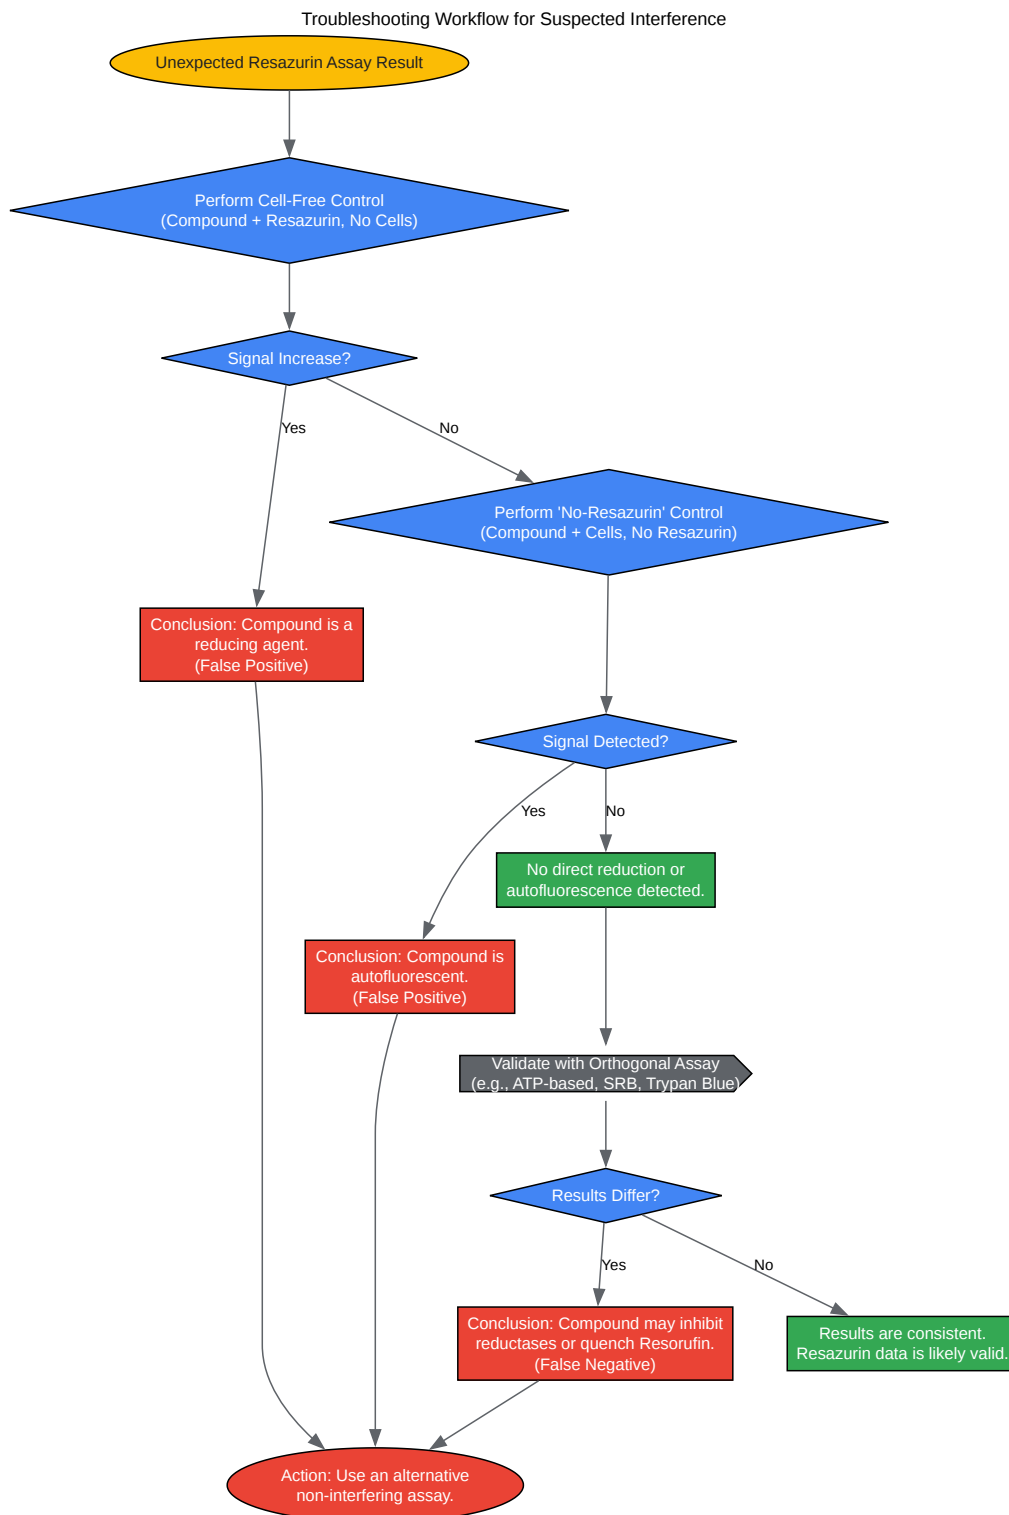 Troubleshooting Workflow for Suspected Interference
Unexpected Resazurin Assay Result
Perform Cell-Free Control
(Compound + Resazurin, No Cells)
Signal Increase?
Yes
No
Perform 'No-Resazurin' Control
(Compound + Cells, No Resazurin)
Conclusion: Compound is a
reducing agent.
(False Positive)
Signal Detected?
Yes
No
No direct reduction or
autofluorescence detected.
Conclusion: Compound is
autofluorescent.
(False Positive)
Validate with Orthogonal Assay
(e.g., ATP-based, SRB, Trypan Blue)
Results Differ?
Yes
No
Conclusion: Compound may inhibit
reductases or quench Resorufin.
(False Negative)
Results are consistent.
Resazurin data is likely valid.
Action: Use an alternative
non-interfering assay.